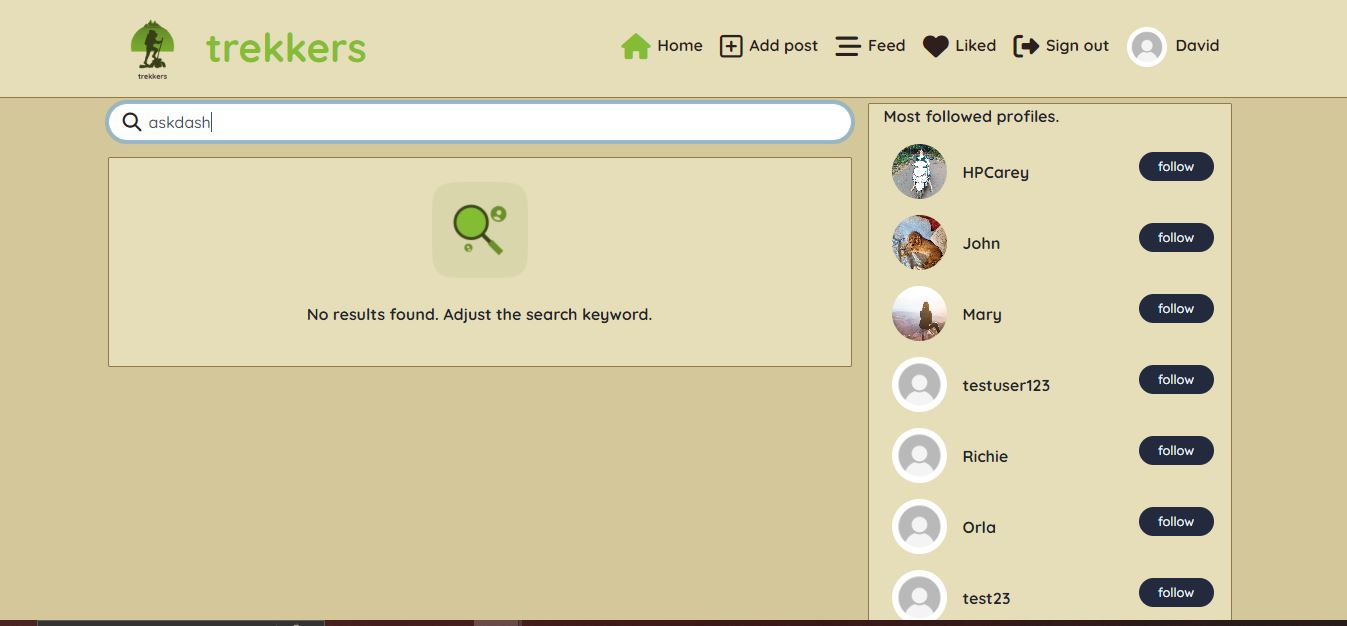 trekkers
trekkers
Home
Add post
Feed
Liked
Sign out
David
askdash
No results found. Adjust the search keyword.
Most followed profiles.
HPCarey
follow
John
follow
Mary
follow
testuser123
follow
Richie
follow
Orla
follow
test23
follow